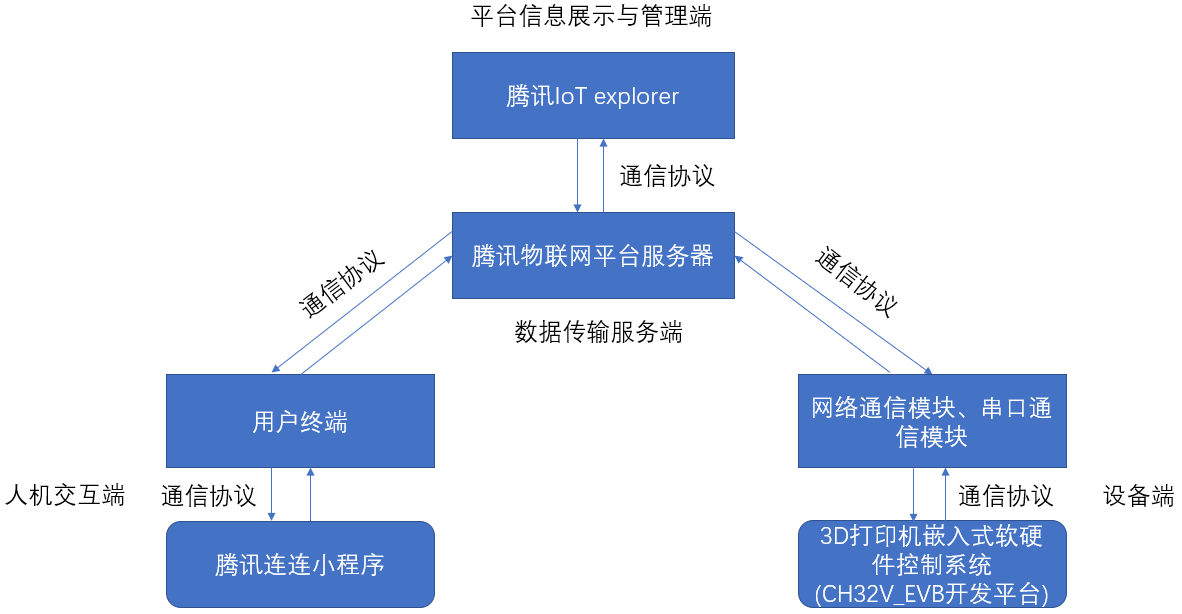 平台信息展示与管理端
腾讯IoT explorer
通信协议
腾讯物联网平台服务器
通信协议
通信协议
数据传输服务端
用户终端
网络通信模块、串口通
信模块
人机交互端
通信协议
通信协议
设备端
腾讯连连小程序
3D打印机嵌入式软硬
件控制系统
(CH32V_EVB开发平台)